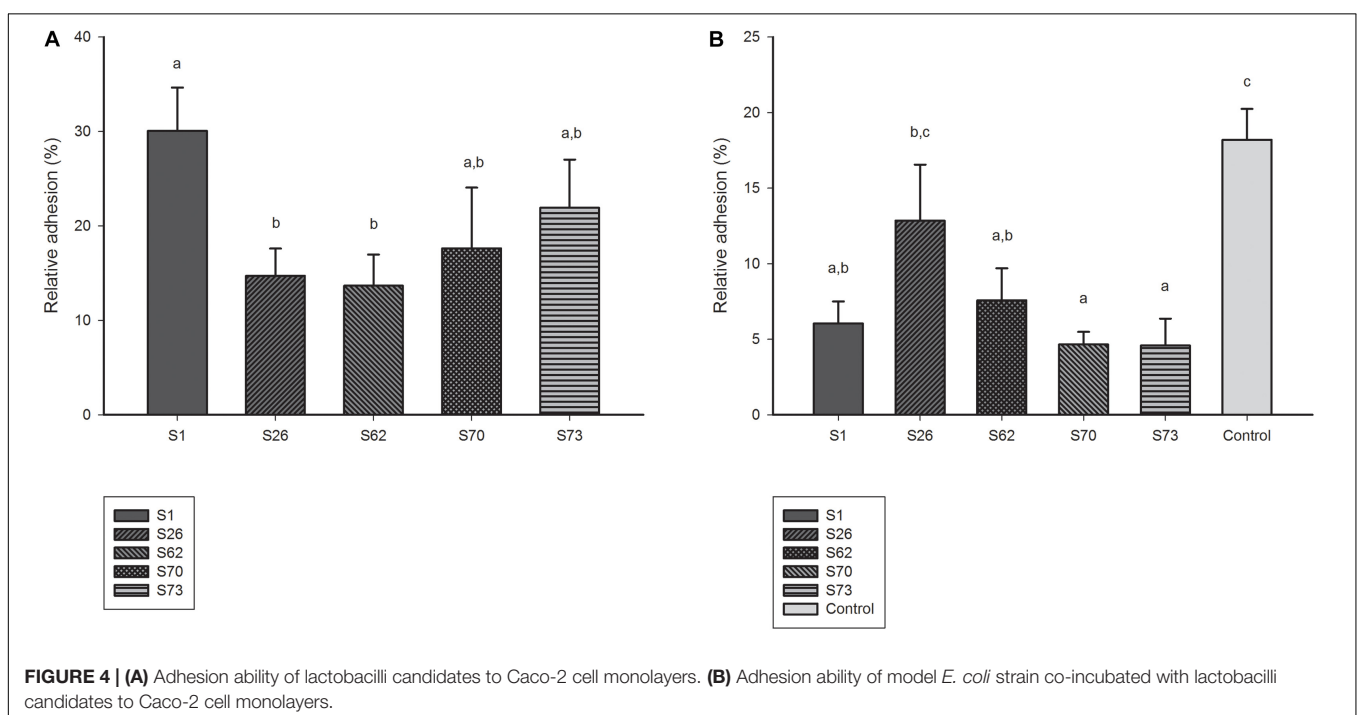 A
40
30
20
10
0
Relative adhesion (%)
a
b
b
a,b
a,b
S1 S26 S62 S70 S73
S1
S26
S62
S70
S73
B
25
20
15
10
5
0
Relative adhesion (%)
a,b
b,c
a,b
a
a
c
S1 S26 S62 S70 S73 Control
S1
S26
S62
S70
S73
Control
FIGURE 4 | (A) Adhesion ability of lactobacilli candidates to Caco-2 cell monolayers. (B) Adhesion ability of model E. coli strain co-incubated with lactobacilli
candidates to Caco-2 cell monolayers.